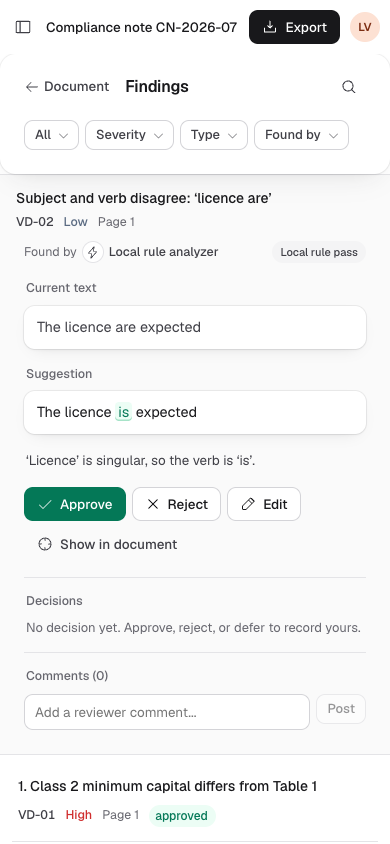 Compliance note CN-2026-07 Export LV
Document Findings
All Severity Type Found by
Subject and verb disagree: ‘licence are’
VD-02 Low Page 1
Found by Local rule analyzer Local rule pass
Current text
The licence are expected
Suggestion
The licence is expected
‘Licence’ is singular, so the verb is ‘is’.
Approve Reject Edit
Show in document
Decisions
No decision yet. Approve, reject, or defer to record yours.
Comments (0)
Add a reviewer comment... Post
1. Class 2 minimum capital differs from Table 1
VD-01 High Page 1 approved